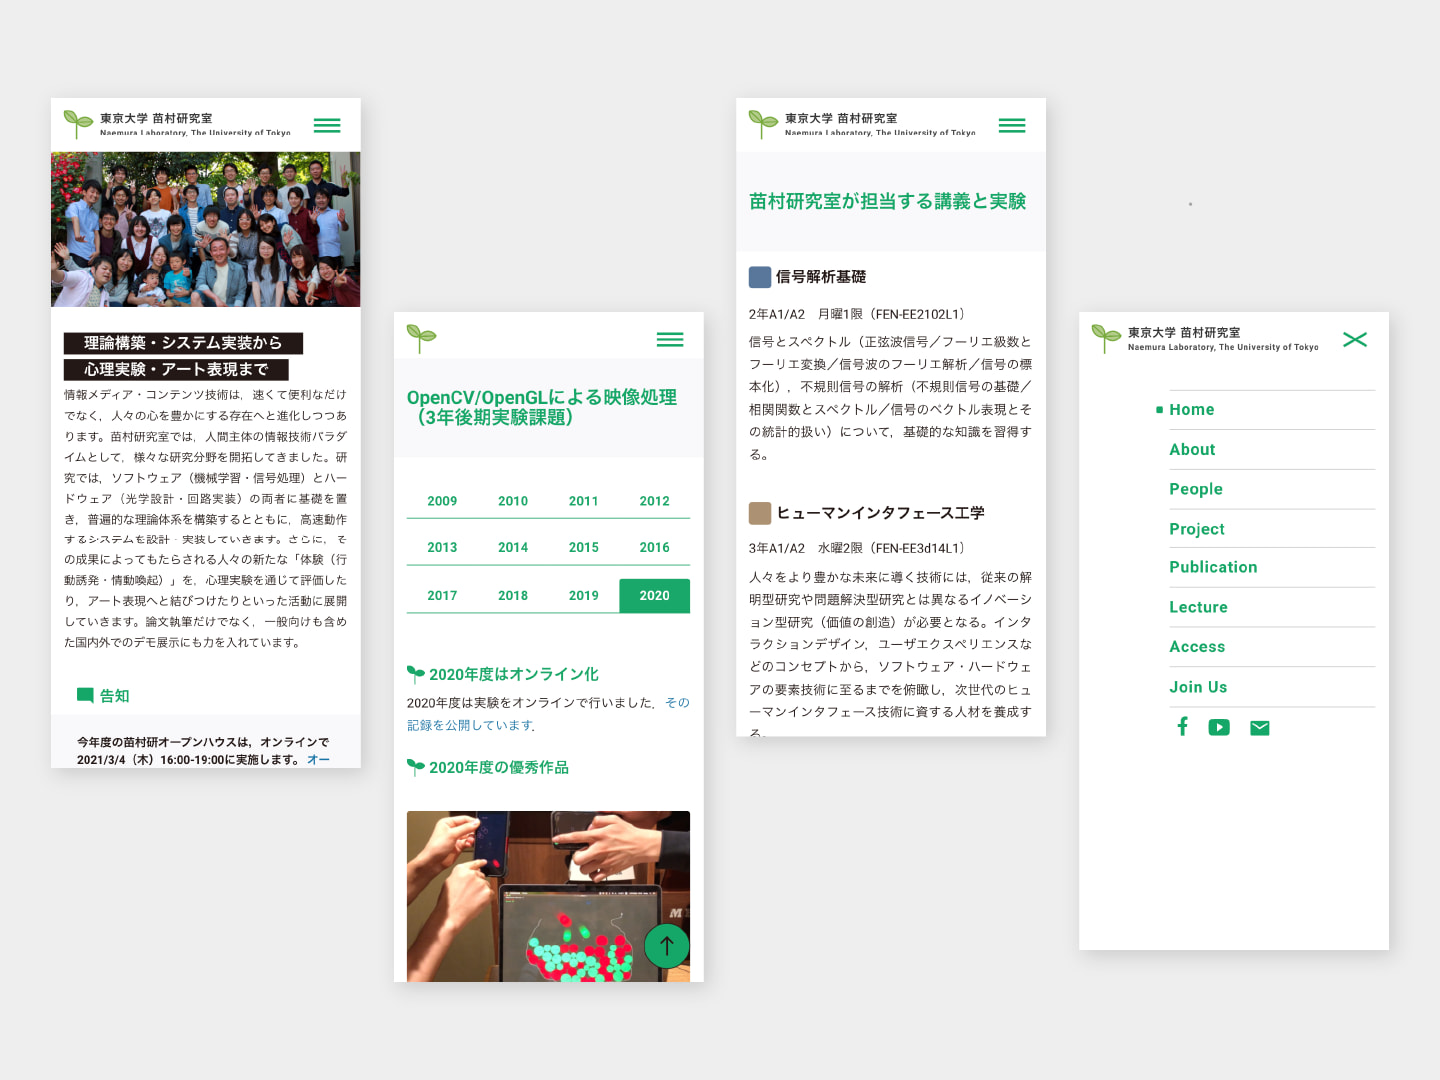 東京大学 苗村研究室
Naemura Laboratory, The University of Tokyo
理論構築・システム実装から
心理実験・アート表現まで
情報メディア・コンテンツ技術は，速くて便利なだけ
でなく，人々の心を豊かにする存在へと進化しつつあ
ります。苗村研究室では，人間主体の情報技術パラダ
イムとして，様々な研究分野を開拓してきました。研
究では，ソフトウェア（機械学習・信号処理）とハー
ドウェア（光学設計・回路実装）の両者に基礎を置
き，普遍的な理論体系を構築するとともに，高速動作
するシステムを設計・実装していきます。さらに，そ
の成果によってもたらされる人々の新たな「体験（行
動誘発・情動喚起）」を，心理実験を通じて評価した
り，アート表現へと結びつけたりといった活動に展開
していきます。論文執筆だけでなく，一般向けも含め
た国内外でのデモ展示にも力を入れています。
告知
今年度の苗村研オープンハウスは，オンラインで
2021/3/4（木）16:00-19:00に実施します。 オー
OpenCV/OpenGLによる映像処理
（3年後期実験課題）
2009 2010 2011 2012
2013 2014 2015 2016
2017 2018 2019 2020
2020年度はオンライン化
2020年度は実験をオンラインで行いました．その
記録を公開しています．
2020年度の優秀作品
東京大学 苗村研究室
Naemura Laboratory, The University of Tokyo
苗村研究室が担当する講義と実験
信号解析基礎
2年A1/A2　月曜1限（FEN-EE2102L1）
信号とスペクトル（正弦波信号／フーリエ級数と
フーリエ変換／信号波のフーリエ解析／信号の標
本化），不規則信号の解析（不規則信号の基礎／
相関関数とスペクトル／信号のベクトル表現とそ
の統計的扱い）について，基礎的な知識を習得す
る。
ヒューマンインタフェース工学
3年A1/A2　水曜2限（FEN-EE3d14L1）
人々をより豊かな未来に導く技術には，従来の解
明型研究や問題解決型研究とは異なるイノベーシ
ョン型研究（価値の創造）が必要となる。インタ
ラクションデザイン，ユーザエクスペリエンスな
どのコンセプトから，ソフトウェア・ハードウェ
アの要素技術に至るまでを俯瞰し，次世代のヒュ
ーマンインタフェース技術に資する人材を養成す
る。
東京大学 苗村研究室
Naemura Laboratory, The University of Tokyo
Home
About
People
Project
Publication
Lecture
Access
Join Us